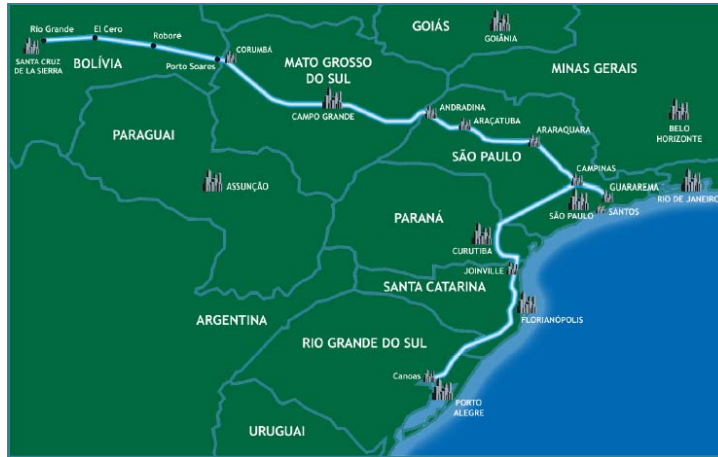 GOIÁS
GOIÂNIA
Rio Grande
El Cero
Roboré
CORUMBÁ
SANTA CRUZ
DE LA SIERRA
BOLÍVIA
Porto Soares
MATO GROSSO
DO SUL
MINAS GERAIS
CAMPO GRANDE
ANDRADINA
ARAÇATUBA
ARARAQUARA
BELO
HORIZONTE
PARAGUAI
SÃO PAULO
CAMPINAS
ASSUNÇÃO
GUARAREMA
SÃO PAULO
SANTOS
RIO DE JANEIRO
PARANÁ
CURUTIBA
JOINVILLE
SANTA CATARINA
FLORIANÓPOLIS
ARGENTINA
RIO GRANDE DO SUL
Canoas
PORTO
ALEGRE
URUGUAI